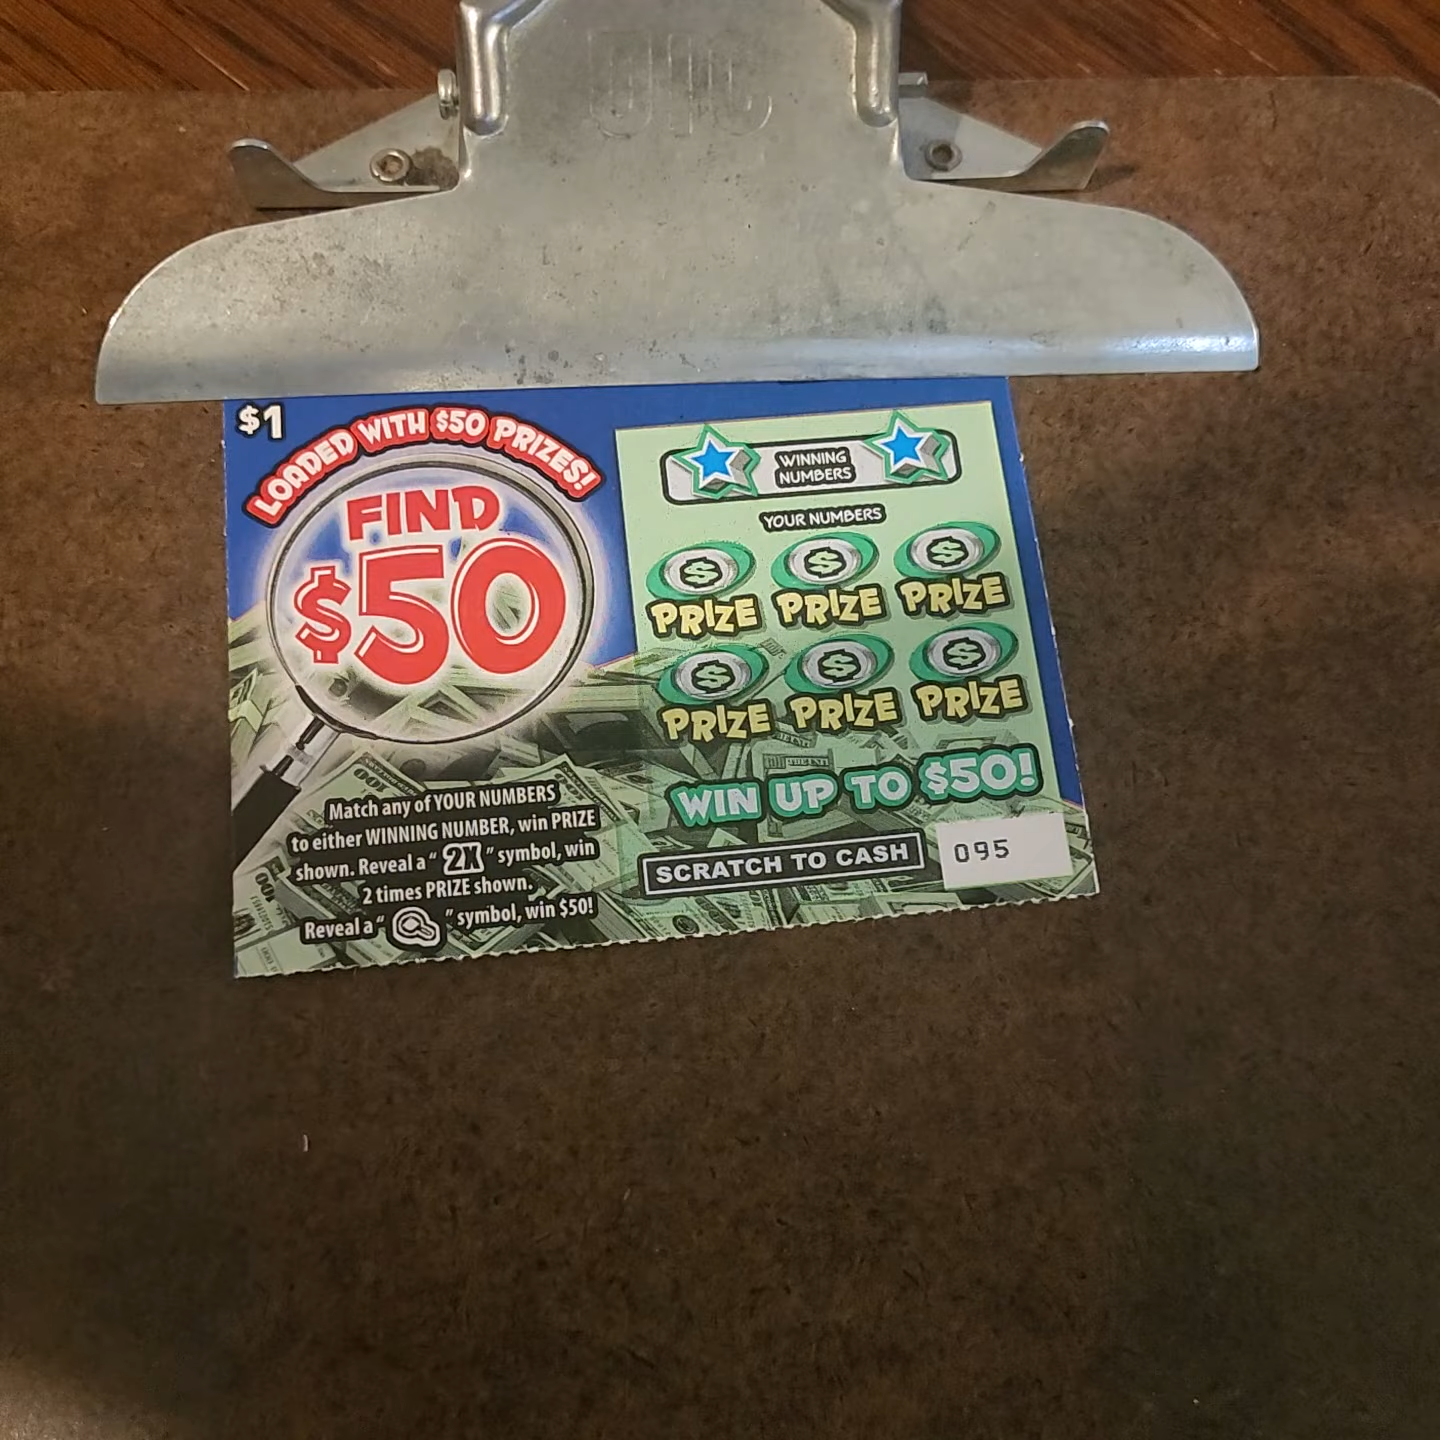 $1
LOADED WITH $50 PRIZES!
FIND
$50
Match any of YOUR NUMBERS
to either WINNING NUMBER, win PRIZE
shown. Reveal a "2X" symbol, win
2 times PRIZE shown.
Reveal a " " symbol, win $50!
WINNING
NUMBERS
YOUR NUMBERS
$ $ $
PRIZE PRIZE PRIZE
$ $ $
PRIZE PRIZE PRIZE
WIN UP TO $50!
SCRATCH TO CASH
095